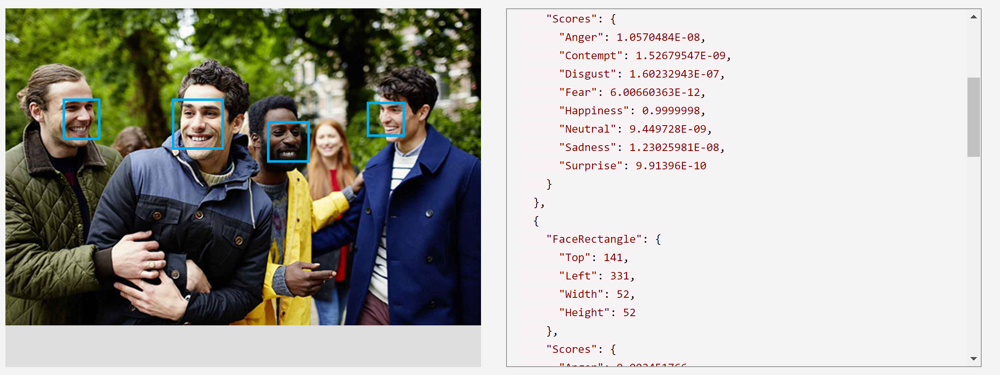 "Scores": {
"Anger": 1.0570484E-08,
"Contempt": 1.52679547E-09,
"Disgust": 1.60232943E-07,
"Fear": 6.00660363E-12,
"Happiness": 0.9999998,
"Neutral": 9.449728E-09,
"Sadness": 1.23025981E-08,
"Surprise": 9.91396E-10
}
},
{
"FaceRectangle": {
"Top": 141,
"Left": 331,
"Width": 52,
"Height": 52
},
"Scores": {